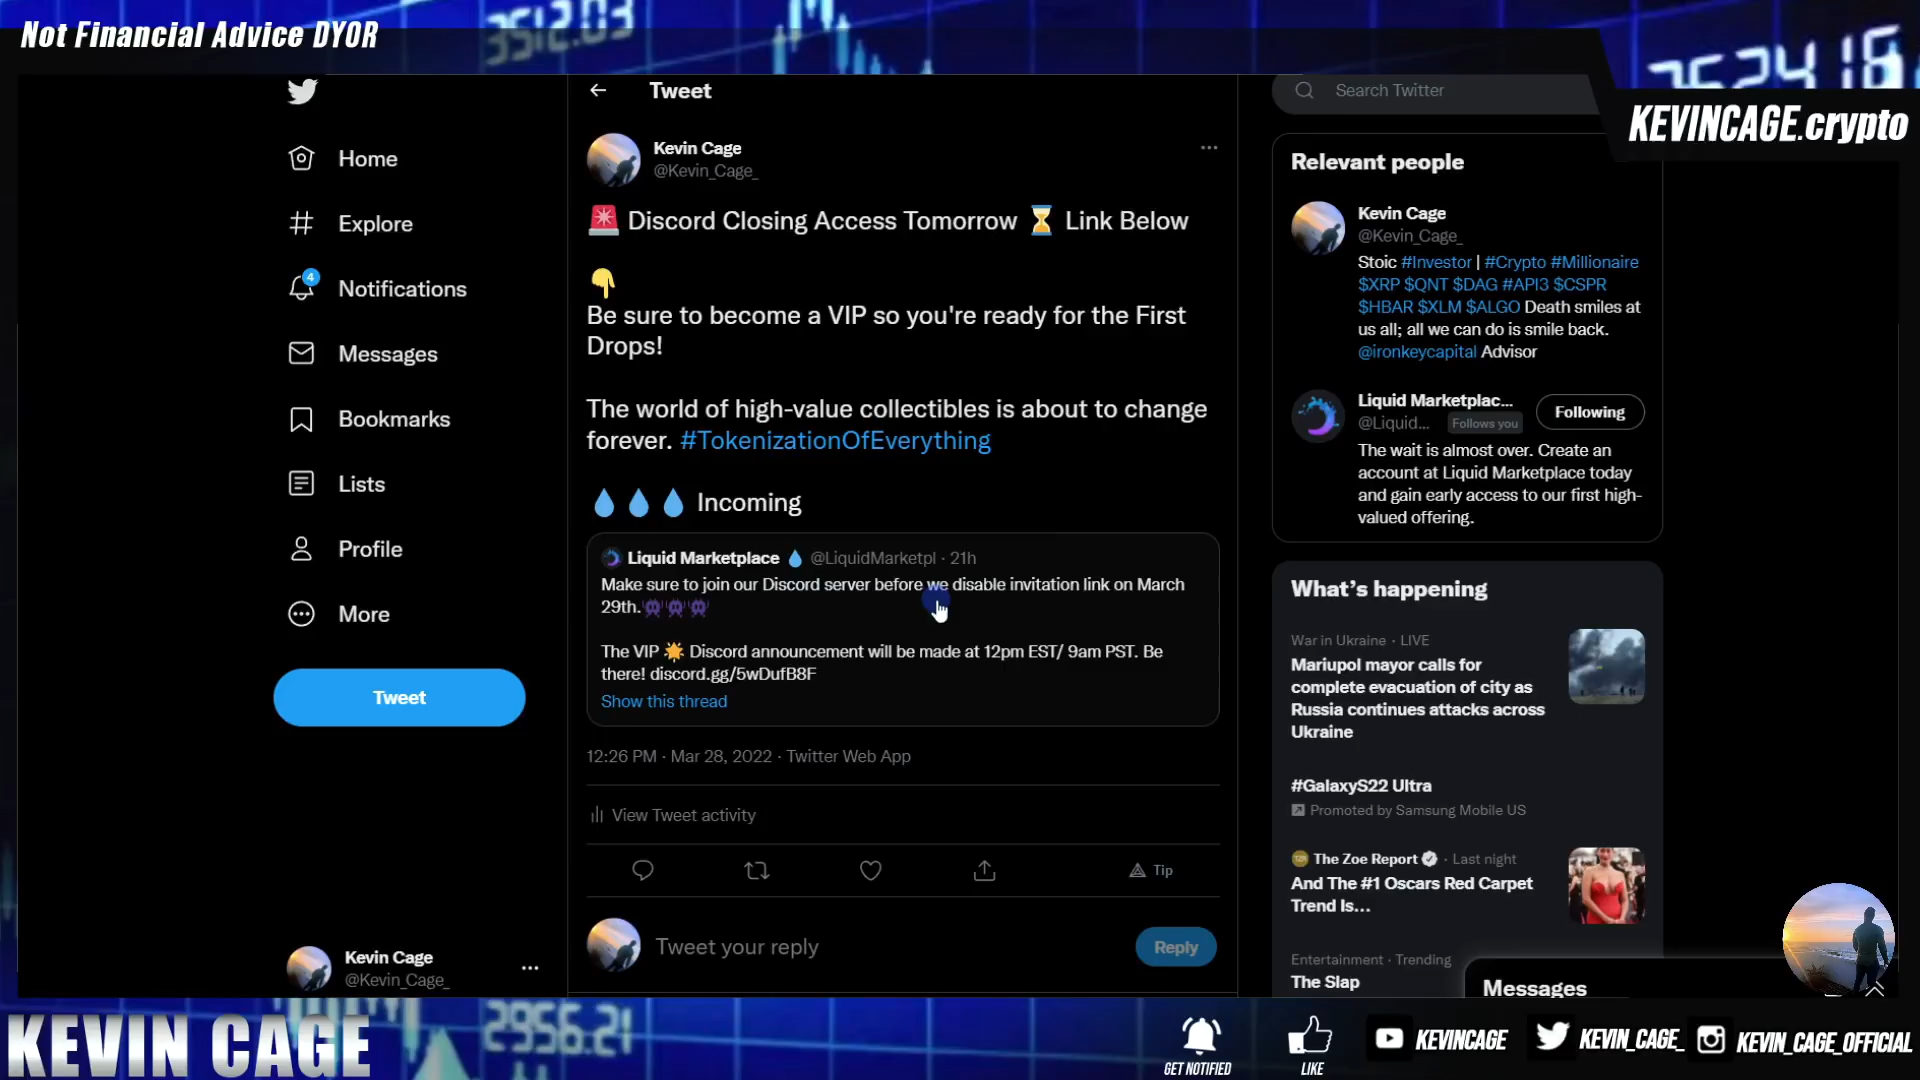 Not Financial Advice DYOR
3512.03
KEVINCAGE.crypto
Tweet
Search Twitter
Home
Explore
4
Notifications
Messages
Bookmarks
Lists
Profile
More
Tweet
Kevin Cage
@Kevin_Cage_
Kevin Cage
@Kevin_Cage_
🚨 Discord Closing Access Tomorrow ⏳ Link Below
👇
Be sure to become a VIP so you're ready for the First
Drops!
The world of high-value collectibles is about to change
forever. #TokenizationOfEverything
💧 💧 💧 Incoming
Liquid Marketplace 💧 @LiquidMarketpl · 21h
Make sure to join our Discord server before we disable invitation link on March
29th.👾👾👾
The VIP 🌟 Discord announcement will be made at 12pm EST/ 9am PST. Be
there! discord.gg/5wDufB8F
Show this thread
12:26 PM · Mar 28, 2022 · Twitter Web App
View Tweet activity
Tip
Tweet your reply
Reply
Relevant people
Kevin Cage
@Kevin_Cage_
Stoic #Investor | #Crypto #Millionaire
$XRP $QNT $DAG #API3 $CSPR
$HBAR $XLM $ALGO Death smiles at
us all; all we can do is smile back.
@ironkeycapital Advisor
Liquid Marketplac...
@Liquid... Follows you
Following
The wait is almost over. Create an
account at Liquid Marketplace today
and gain early access to our first high-
valued offering.
What's happening
War in Ukraine · LIVE
Mariupol mayor calls for
complete evacuation of city as
Russia continues attacks across
Ukraine
#GalaxyS22 Ultra
Promoted by Samsung Mobile US
The Zoe Report · Last night
And The #1 Oscars Red Carpet
Trend Is...
Entertainment · Trending
The Slap
Messages
KEVIN CAGE
2956.21
GET NOTIFIED
LIKE
KEVINCAGE
KEVIN_CAGE_
KEVIN_CAGE_OFFICIAL